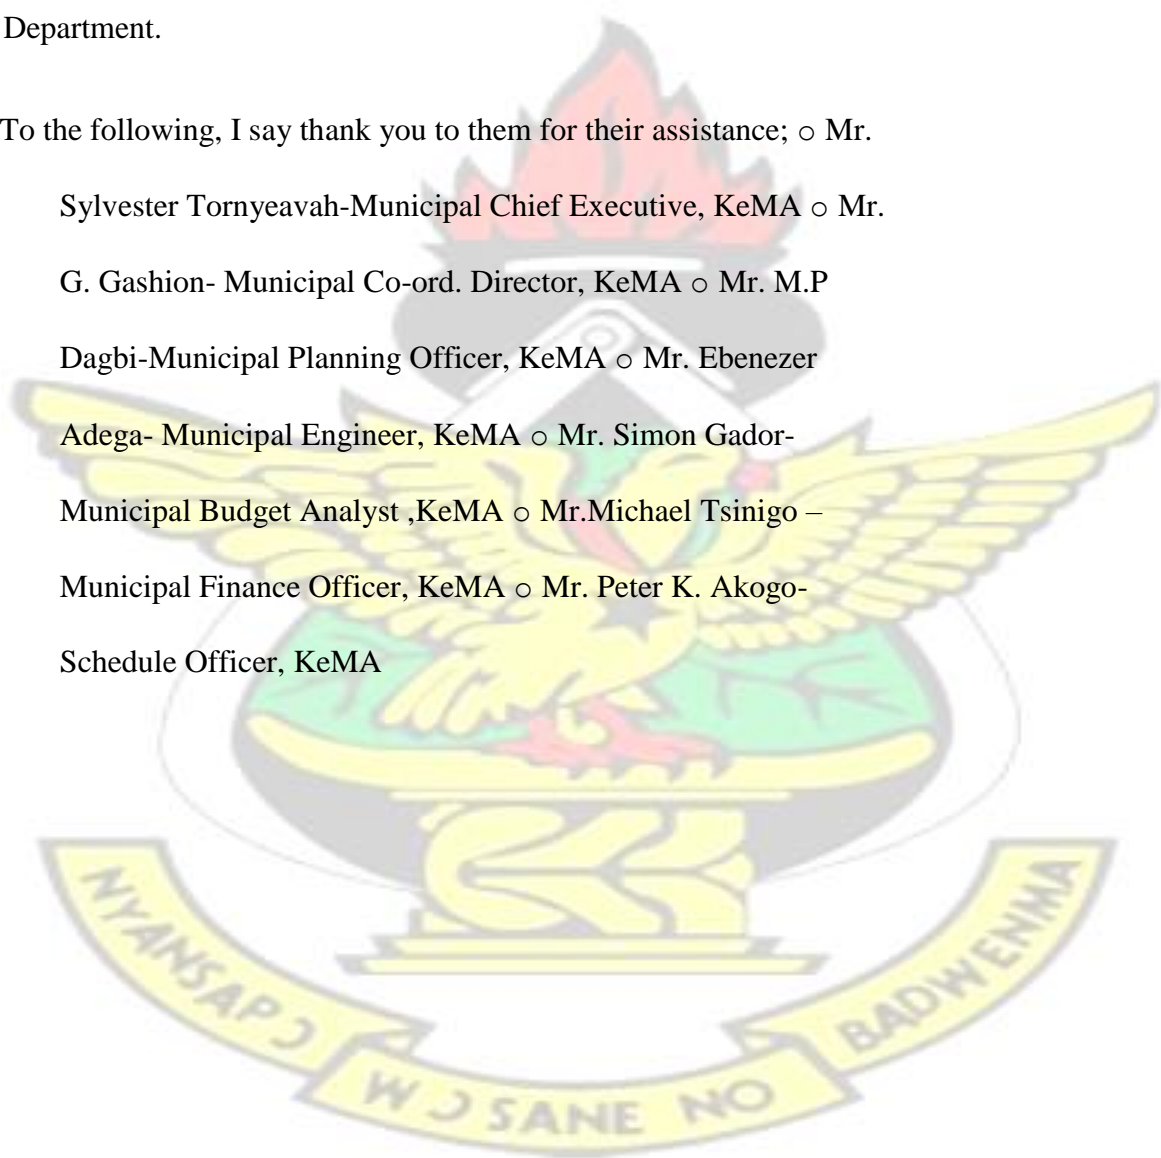 Department.
To the following, I say thank you to them for their assistance; o Mr.
Sylvester Tornyeavah-Municipal Chief Executive, KeMA o Mr.
G. Gashion- Municipal Co-ord. Director, KeMA o Mr. M.P
Dagbi-Municipal Planning Officer, KeMA o Mr. Ebenezer
Adega- Municipal Engineer, KeMA o Mr. Simon Gador-
Municipal Budget Analyst ,KeMA o Mr.Michael Tsinigo –
Municipal Finance Officer, KeMA o Mr. Peter K. Akogo-
Schedule Officer, KeMA
NYANSAPƆ
WƆ SANE NO
BADWENMA